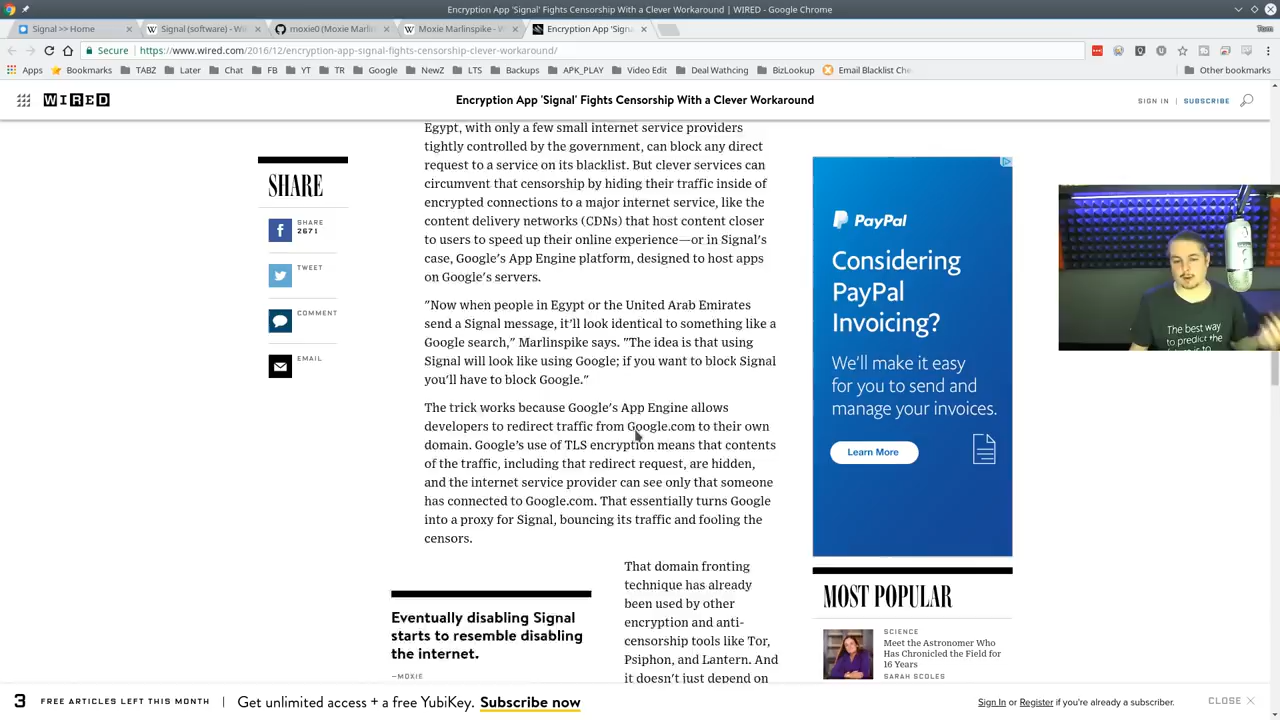 Encryption App 'Signal' Fights Censorship With a Clever Workaround | WIRED - Google Chrome
Signal >> Home
Signal (software) - Wi
moxie0 (Moxie Marlin
Moxie Marlinspike - W
Encryption App 'Signa
Tom
Secure
https://www.wired.com/2016/12/encryption-app-signal-fights-censorship-clever-workaround/
Apps
Bookmarks
TABZ
Later
Chat
FB
YT
TR
Google
NewZ
LTS
Backups
APK_PLAY
Video Edit
Deal Wathcing
BizLookup
Email Blacklist Che
Other bookmarks
WIRED
Encryption App 'Signal' Fights Censorship With a Clever Workaround
SIGN IN | SUBSCRIBE
SHARE
SHARE
2671
TWEET
COMMENT
EMAIL
Egypt, with only a few small internet service providers
tightly controlled by the government, can block any direct
request to a service on its blacklist. But clever services can
circumvent that censorship by hiding their traffic inside of
encrypted connections to a major internet service, like the
content delivery networks (CDNs) that host content closer
to users to speed up their online experience—or in Signal's
case, Google's App Engine platform, designed to host apps
on Google's servers.
"Now when people in Egypt or the United Arab Emirates
send a Signal message, it'll look identical to something like a
Google search," Marlinspike says. "The idea is that using
Signal will look like using Google; if you want to block Signal
you'll have to block Google."
The trick works because Google's App Engine allows
developers to redirect traffic from Google.com to their own
domain. Google's use of TLS encryption means that contents
of the traffic, including that redirect request, are hidden,
and the internet service provider can see only that someone
has connected to Google.com. That essentially turns Google
into a proxy for Signal, bouncing its traffic and fooling the
censors.
Eventually disabling Signal
starts to resemble disabling
the internet.
—MOXIE
That domain fronting
technique has already
been used by other
encryption and anti-
censorship tools like Tor,
Psiphon, and Lantern. And
it doesn't just depend on
PayPal
Considering
PayPal
Invoicing?
We'll make it easy
for you to send and
manage your invoices.
Learn More
The best way
to predict the
MOST POPULAR
SCIENCE
Meet the Astronomer Who
Has Chronicled the Field for
16 Years
SARAH SCOLES
3 FREE ARTICLES LEFT THIS MONTH
Get unlimited access + a free YubiKey. Subscribe now
Sign In or Register if you're already a subscriber.
CLOSE